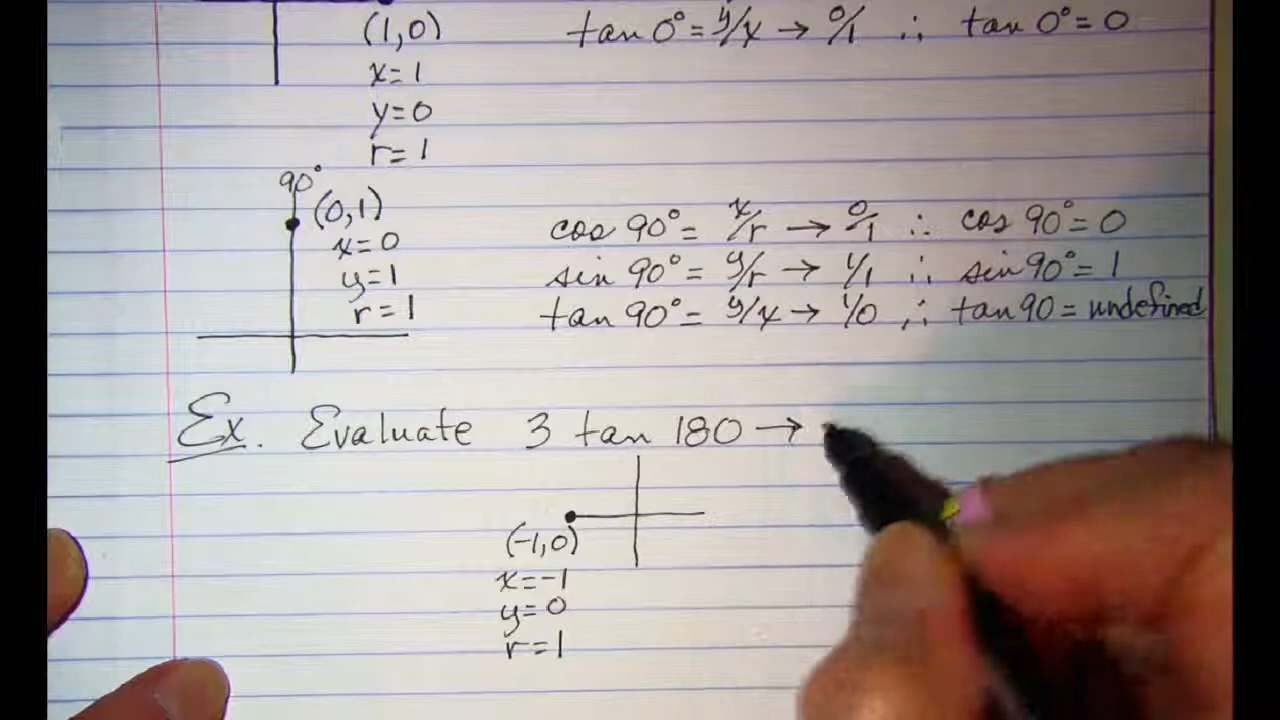 (1,0)
tan 0° = y/x → 0/1 ∴ tan 0° = 0
x = 1
y = 0
r = 1
90°
(0,1)
x = 0
y = 1
r = 1
cos 90° = x/r → 0/1 ∴ cos 90° = 0
sin 90° = y/r → 1/1 ∴ sin 90° = 1
tan 90° = y/x → 1/0 ∴ tan 90 = undefined
Ex. Evaluate 3 tan 180 →
(-1,0)
x = -1
y = 0
r = 1